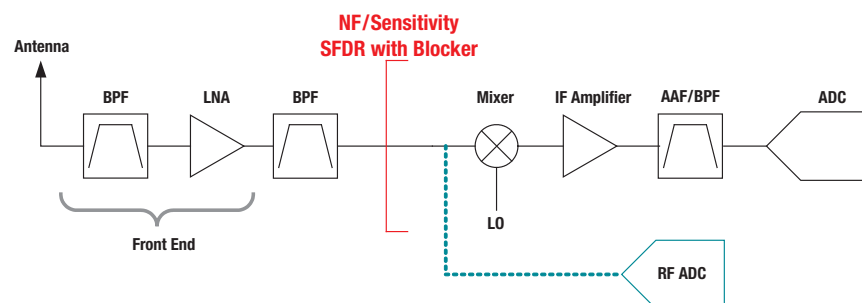 NF/Sensitivity
SFDR with Blocker
Antenna
BPF
LNA
BPF
Mixer
IF Amplifier
AAF/BPF
ADC
LO
Front End
RF ADC